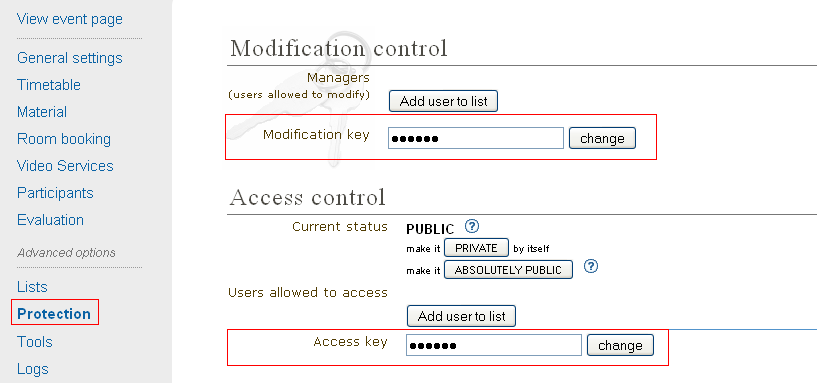 View event page
General settings
Timetable
Material
Room booking
Video Services
Participants
Evaluation
Advanced options
Lists
Protection
Tools
Logs
Modification control
Managers
(users allowed to modify)
Add user to list
Modification key ●●●●●● change
Access control
Current status PUBLIC ?
make it PRIVATE by itself
make it ABSOLUTELY PUBLIC ?
Users allowed to access
Add user to list
Access key ●●●●●● change